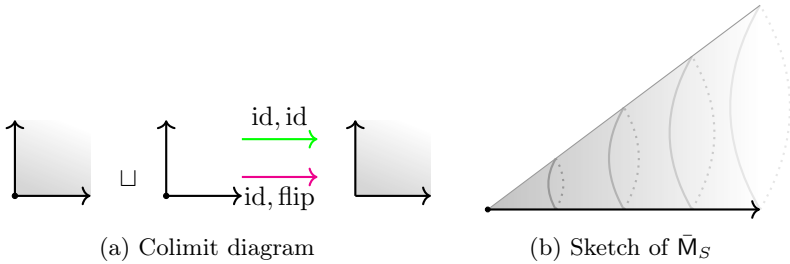 id, id
⊔
id, flip
(a) Colimit diagram
(b) Sketch of M̄_S